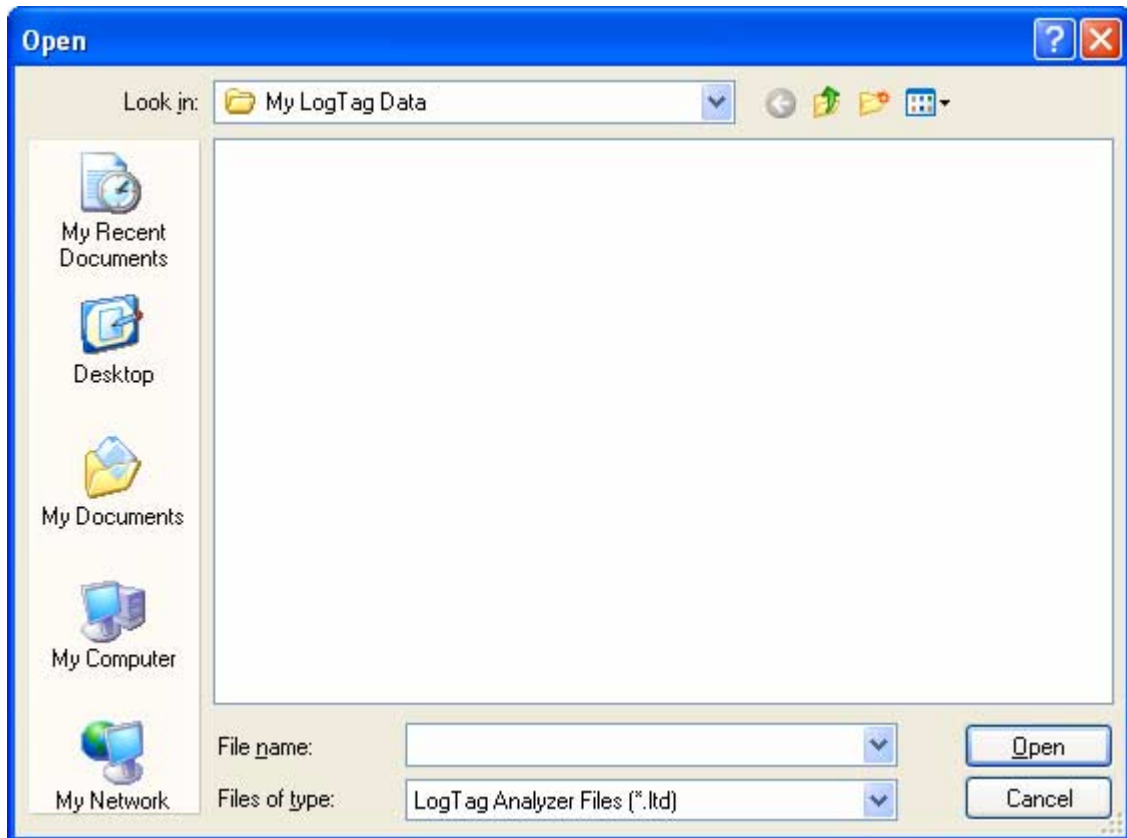 Open
Look in:
My LogTag Data
My Recent
Documents
Desktop
My Documents
My Computer
My Network
File name:
Open
Files of type:
LogTag Analyzer Files (*.ltd)
Cancel